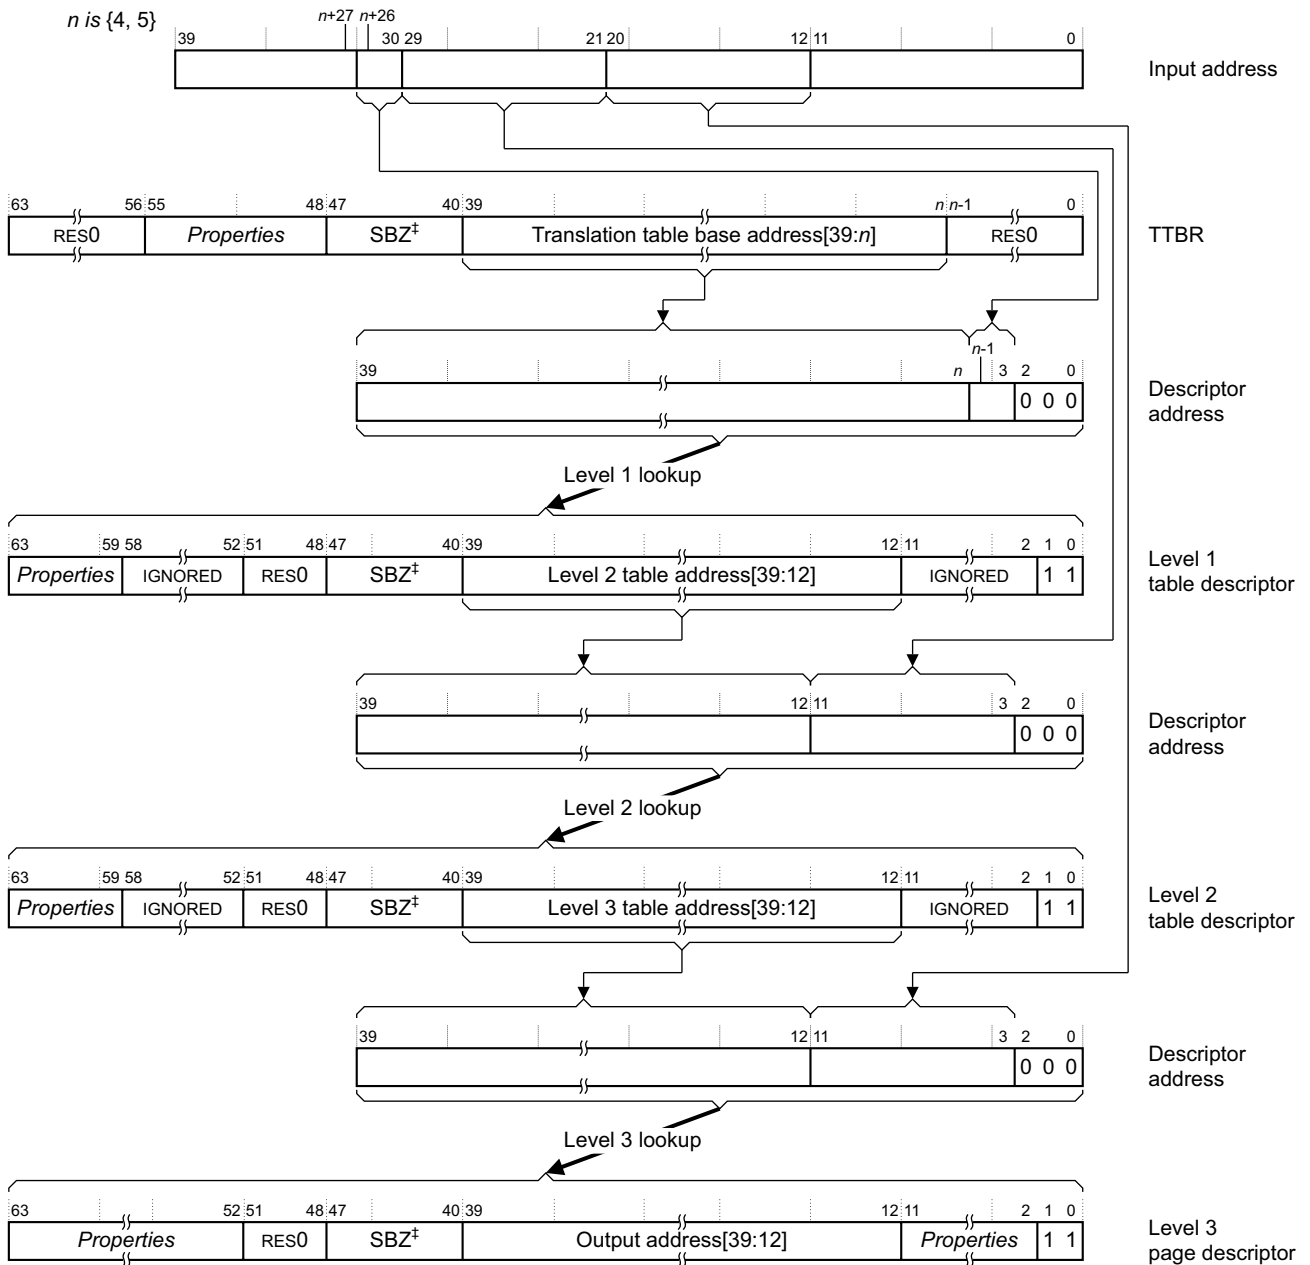 n is {4, 5}
n+27 n+26
39 30 29 21 20 12 11 0
Input address
63 56 55 48 47 40 39 n n-1 0
RES0 Properties SBZ‡ Translation table base address[39:n] RES0
TTBR
n-1
39 n 3 2 0
0 0 0
Descriptor
address
Level 1 lookup
63 59 58 52 51 48 47 40 39 12 11 2 1 0
Properties IGNORED RES0 SBZ‡ Level 2 table address[39:12] IGNORED 1 1
Level 1
table descriptor
39 12 11 3 2 0
0 0 0
Descriptor
address
Level 2 lookup
63 59 58 52 51 48 47 40 39 12 11 2 1 0
Properties IGNORED RES0 SBZ‡ Level 3 table address[39:12] IGNORED 1 1
Level 2
table descriptor
39 12 11 3 2 0
0 0 0
Descriptor
address
Level 3 lookup
63 52 51 48 47 40 39 12 11 2 1 0
Properties RES0 SBZ‡ Output address[39:12] Properties 1 1
Level 3
page descriptor